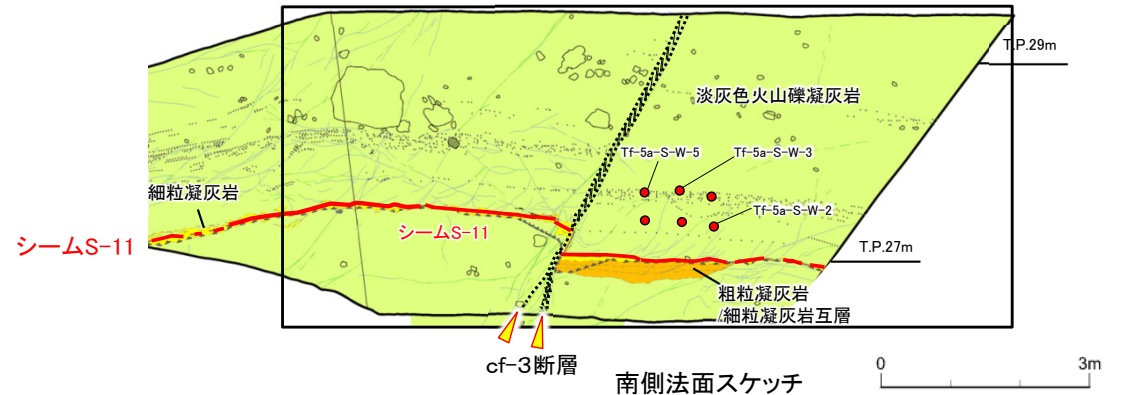 T.P.29m
淡灰色火山礫凝灰岩
Tf-5a-S-W-5
Tf-5a-S-W-3
細粒凝灰岩
Tf-5a-S-W-2
シームS-11
シームS-11
T.P.27m
粗粒凝灰岩
/細粒凝灰岩互層
cf-3断層
南側法面スケッチ
0
3m